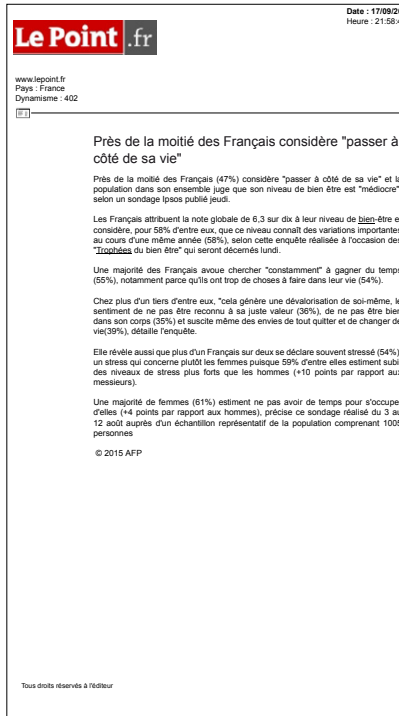 Date : 17/09/20
Heure : 21:58:4
Le Point.fr
www.lepoint.fr
Pays : France
Dynamisme : 402
Près de la moitié des Français considère "passer à
côté de sa vie"
Près de la moitié des Français (47%) considère "passer à côté de sa vie" et la
population dans son ensemble juge que son niveau de bien être est "médiocre"
selon un sondage Ipsos publié jeudi.
Les Français attribuent la note globale de 6,3 sur dix à leur niveau de bien-être e
considère, pour 58% d'entre eux, que ce niveau connaît des variations importantes
au cours d'une même année (58%), selon cette enquête réalisée à l'occasion des
"Trophées du bien être" qui seront décernés lundi.
Une majorité des Français avoue chercher "constamment" à gagner du temps
(55%), notamment parce qu'ils ont trop de choses à faire dans leur vie (54%).
Chez plus d'un tiers d'entre eux, "cela génère une dévalorisation de soi-même, le
sentiment de ne pas être reconnu à sa juste valeur (36%), de ne pas être bien
dans son corps (35%) et suscite même des envies de tout quitter et de changer de
vie(39%), détaille l'enquête.
Elle révèle aussi que plus d'un Français sur deux se déclare souvent stressé (54%)
un stress qui concerne plutôt les femmes puisque 59% d'entre elles estiment subi
des niveaux de stress plus forts que les hommes (+10 points par rapport aux
messieurs).
Une majorité de femmes (61%) estiment ne pas avoir de temps pour s'occupe
d'elles (+4 points par rapport aux hommes), précise ce sondage réalisé du 3 au
12 août auprès d'un échantillon représentatif de la population comprenant 1005
personnes
© 2015 AFP
Tous droits réservés à l'éditeur